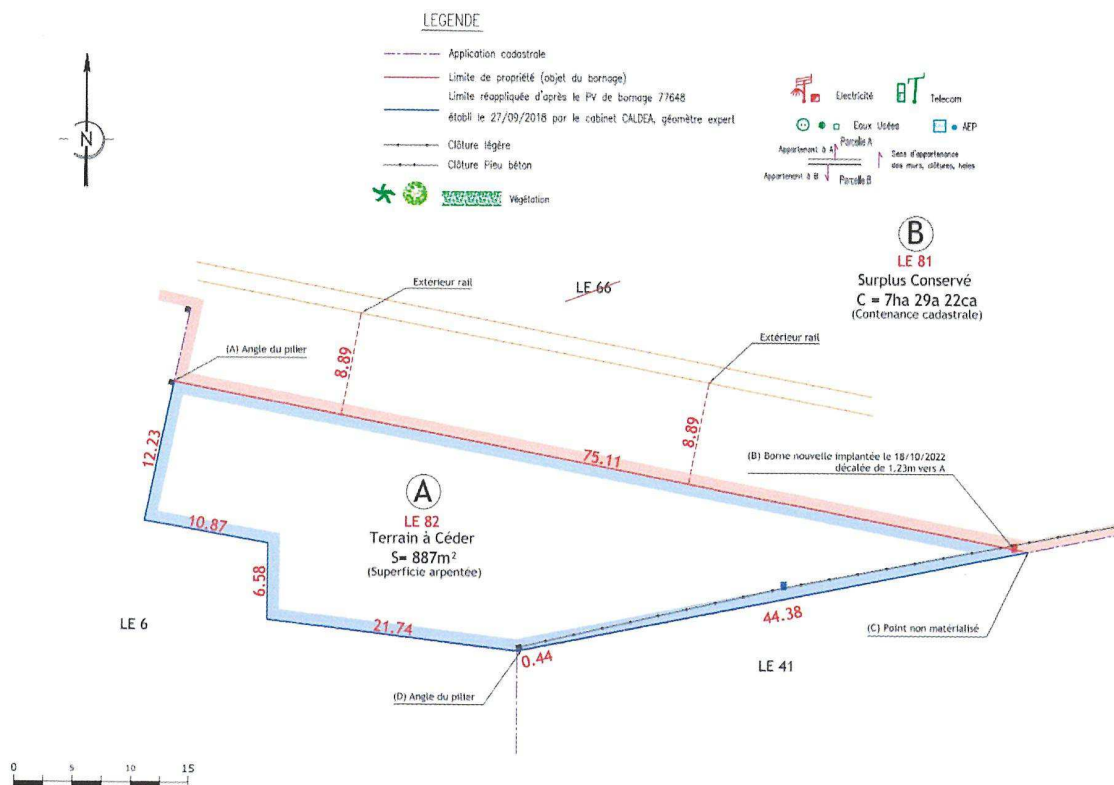 LEGENDE
Application cadastrale
Limite de propriété (objet du bornage)
Limite réappliquée d'après le PV de bornage 77648
établi le 27/09/2018 par le cabinet CALDEA, géomètre expert
Clôture légère
Clôture Pieu béton
Végétation
Electricité
Telecom
Eaux Usées
AEP
Appartenant à A
Parcelle A
Appartenant à B
Parcelle B
Sens d'appartenance
des murs, clôtures, haies
N
B
LE 81
Surplus Conservé
C = 7ha 29a 22ca
(Contenance cadastrale)
LE 66
Extérieur rail
Extérieur rail
(A) Angle du pilier
8.89
8.89
12.23
75.11
(B) Borne nouvelle implantée le 18/10/2022
décalée de 1.23m vers A
A
LE 82
Terrain à Céder
S= 887m²
(Superficie arpentée)
10.87
6.58
LE 6
21.74
44.38
(C) Point non matérialisé
0.44
LE 41
(D) Angle du pilier
0 5 10 15